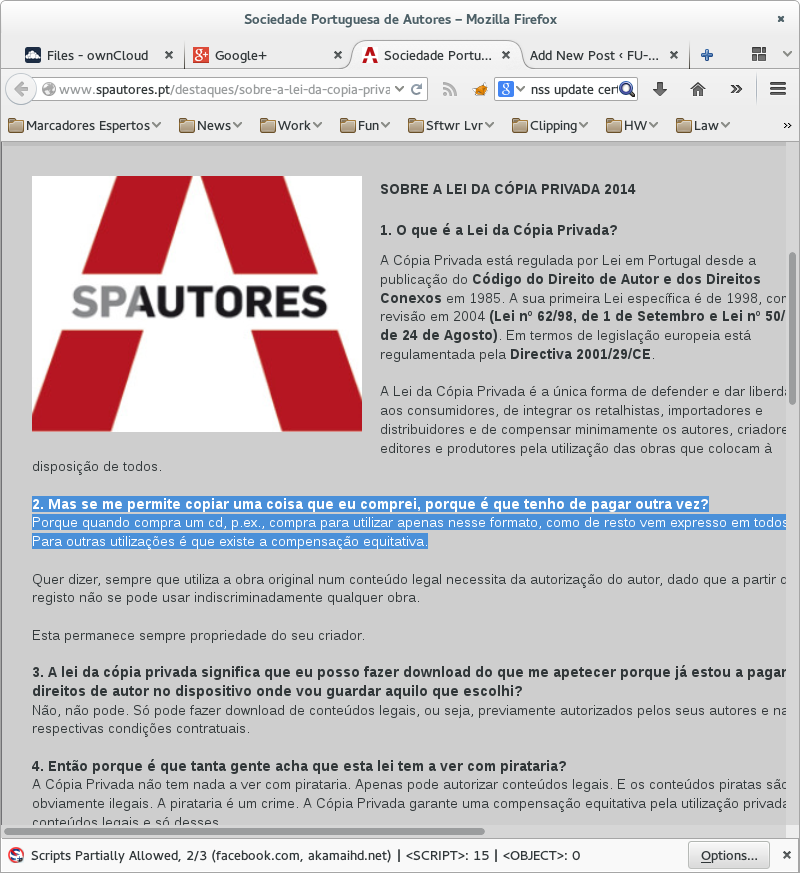 Sociedade Portuguesa de Autores – Mozilla Firefox
Files - ownCloud
Google+
Sociedade Portu...
Add New Post ‹ FU-...
www.spautores.pt/destaques/sobre-a-lei-da-copia-priva
nss update cert
Marcadores Espertos
News
Work
Fun
Sftwr Lvr
Clipping
HW
Law
SPAUTORES
SOBRE A LEI DA CÓPIA PRIVADA 2014
1. O que é a Lei da Cópia Privada?
A Cópia Privada está regulada por Lei em Portugal desde a
publicação do Código do Direito de Autor e dos Direitos
Conexos em 1985. A sua primeira Lei específica é de 1998, com
revisão em 2004 (Lei nº 62/98, de 1 de Setembro e Lei nº 50/
de 24 de Agosto). Em termos de legislação europeia está
regulamentada pela Directiva 2001/29/CE.
A Lei da Cópia Privada é a única forma de defender e dar liberda
aos consumidores, de integrar os retalhistas, importadores e
distribuidores e de compensar minimamente os autores, criadore
editores e produtores pela utilização das obras que colocam à
disposição de todos.
2. Mas se me permite copiar uma coisa que eu comprei, porque é que tenho de pagar outra vez?
Porque quando compra um cd, p.ex., compra para utilizar apenas nesse formato, como de resto vem expresso em todos
Para outras utilizações é que existe a compensação equitativa.
Quer dizer, sempre que utiliza a obra original num conteúdo legal necessita da autorização do autor, dado que a partir d
registo não se pode usar indiscriminadamente qualquer obra.
Esta permanece sempre propriedade do seu criador.
3. A lei da cópia privada significa que eu posso fazer download do que me apetecer porque já estou a pagar
direitos de autor no dispositivo onde vou guardar aquilo que escolhi?
Não, não pode. Só pode fazer download de conteúdos legais, ou seja, previamente autorizados pelos seus autores e na
respectivas condições contratuais.
4. Então porque é que tanta gente acha que esta lei tem a ver com pirataria?
A Cópia Privada não tem nada a ver com pirataria. Apenas pode autorizar conteúdos legais. E os conteúdos piratas são
obviamente ilegais. A pirataria é um crime. A Cópia Privada garante uma compensação equitativa pela utilização privada
conteúdos legais e só desses.
Scripts Partially Allowed, 2/3 (facebook.com, akamaihd.net) | <SCRIPT>: 15 | <OBJECT>: 0
Options...